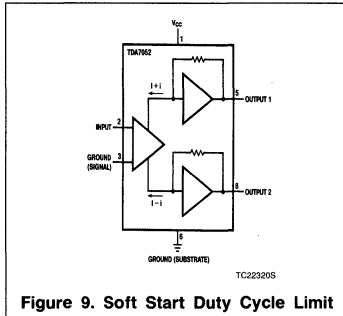 Vcc
1
TDA7052
I+i
5
OUTPUT 1
INPUT 2
GROUND 3
(SIGNAL)
I−i
8
OUTPUT 2
6
GROUND (SUBSTRATE)
TC22320S
Figure 9. Soft Start Duty Cycle Limit